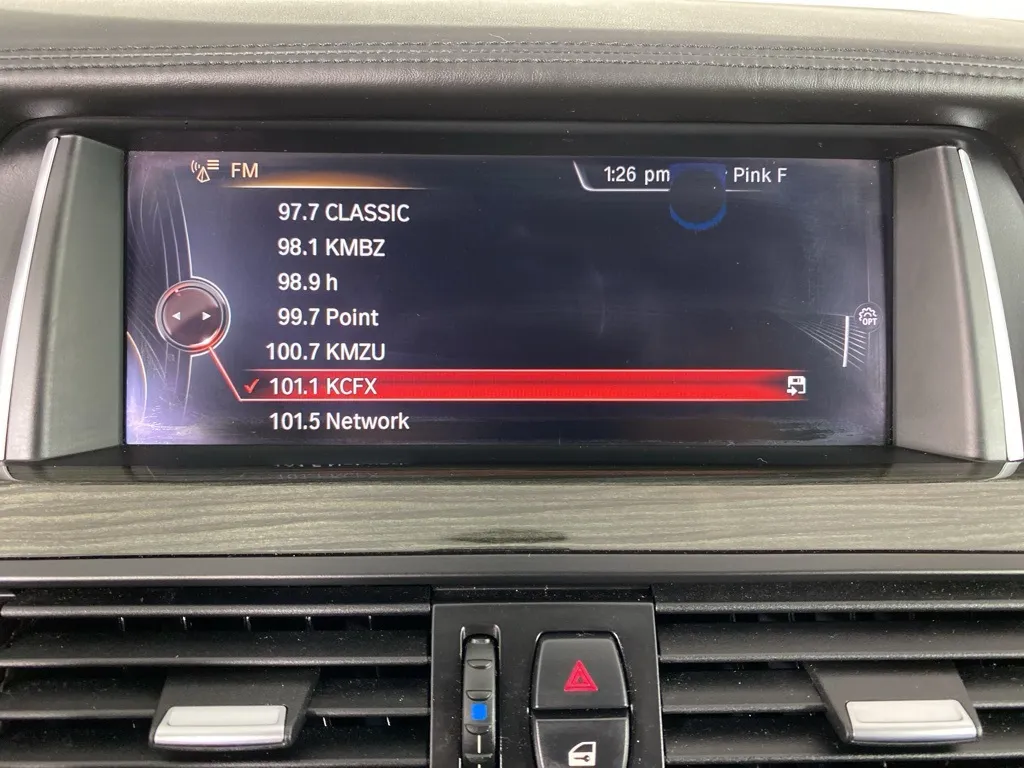 FM
1:26 pm Pink F
97.7 CLASSIC
98.1 KMBZ
98.9 h
99.7 Point
100.7 KMZU
101.1 KCFX
OPT
101.5 Network